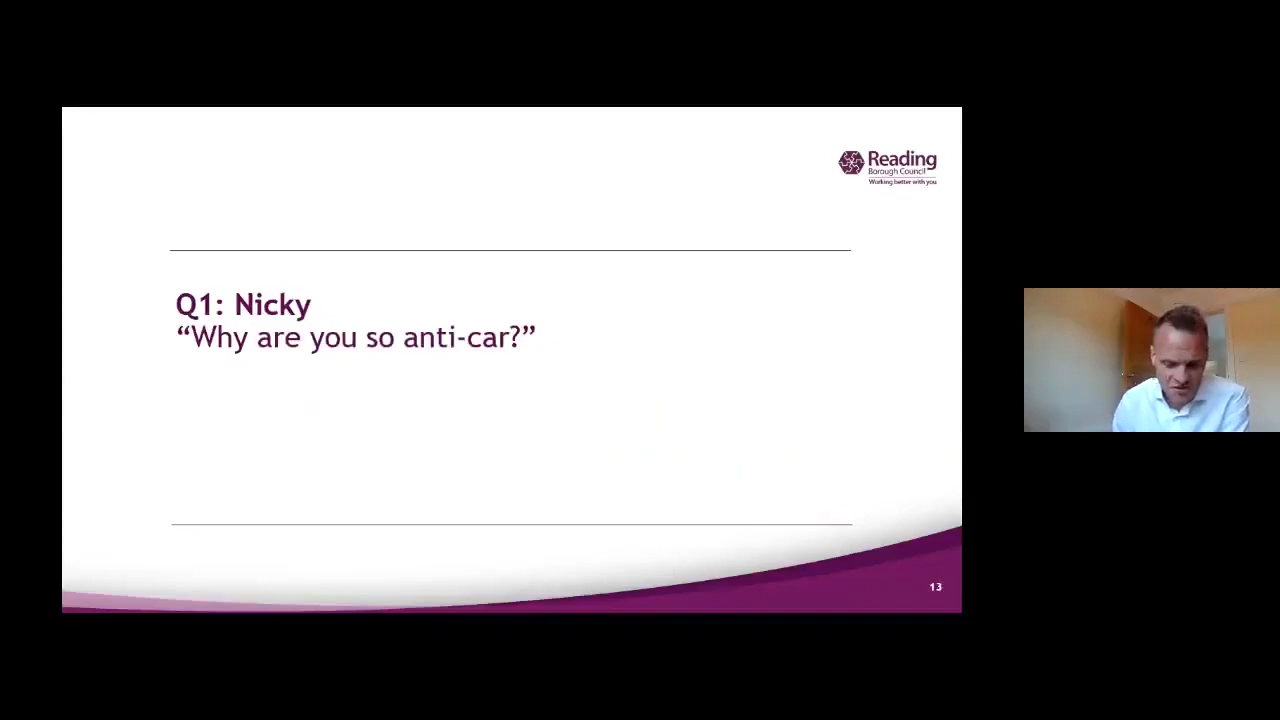 Reading
Borough Council
Working better with you
Q1: Nicky
“Why are you so anti-car?”
13